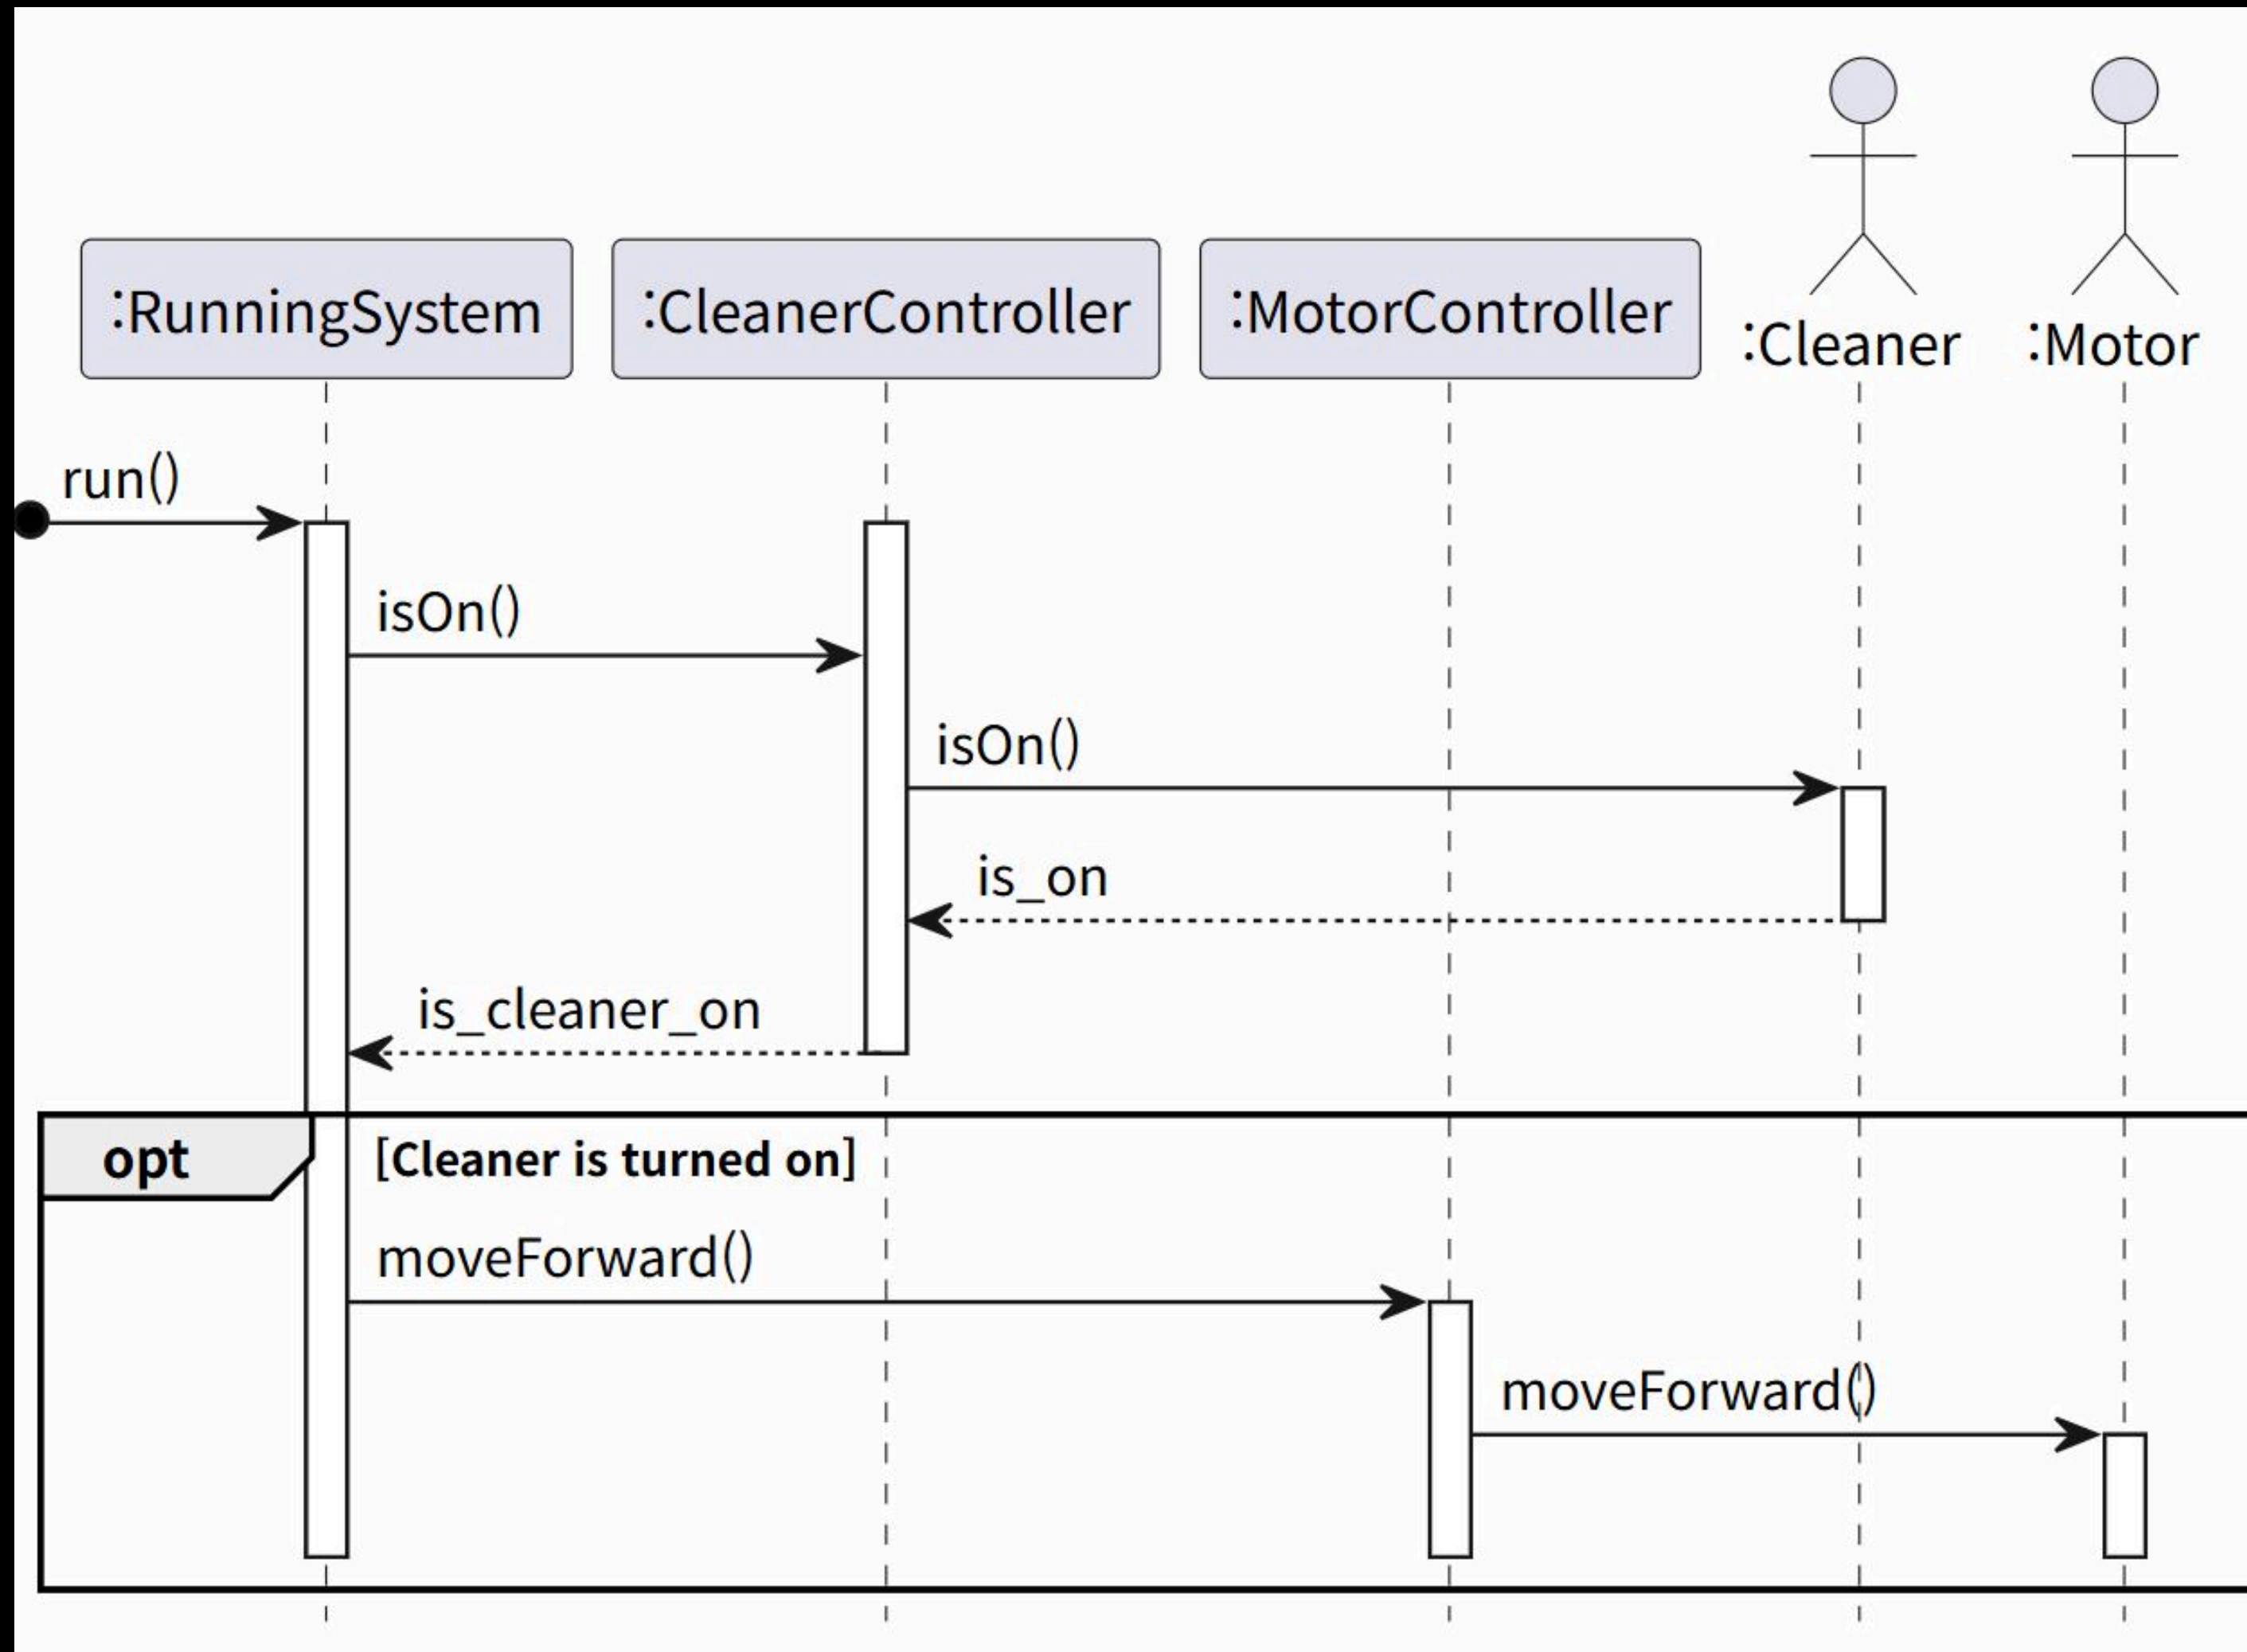 :RunningSystem
:CleanerController
:MotorController
:Cleaner
:Motor
run()
isOn()
isOn()
is_on
is_cleaner_on
opt
[Cleaner is turned on]
moveForward()
moveForward()